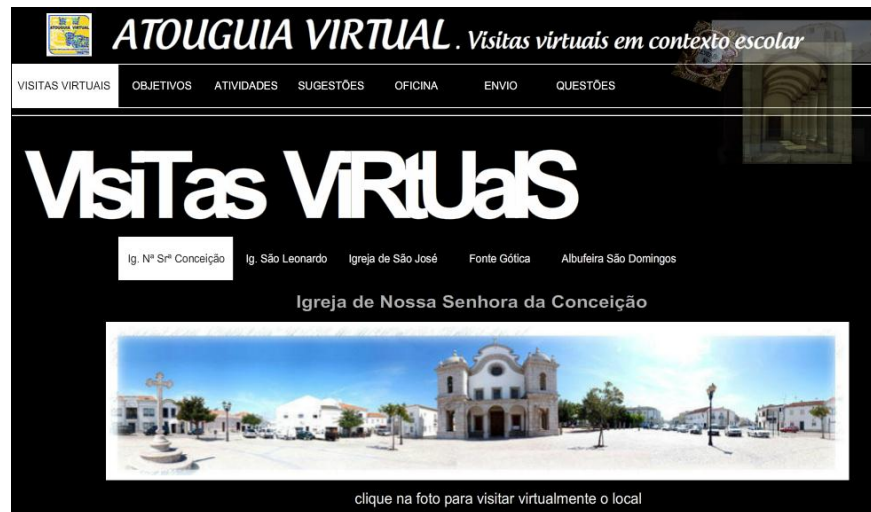 ATOUGUIA VIRTUAL . Visitas virtuais em contexto escolar
VISITAS VIRTUAIS OBJETIVOS ATIVIDADES SUGESTÕES OFICINA ENVIO QUESTÕES
VIsiTas ViRtUaIS
Ig. Nª Srª Conceição Ig. São Leonardo Igreja de São José Fonte Gótica Albufeira São Domingos
Igreja de Nossa Senhora da Conceição
clique na foto para visitar virtualmente o local